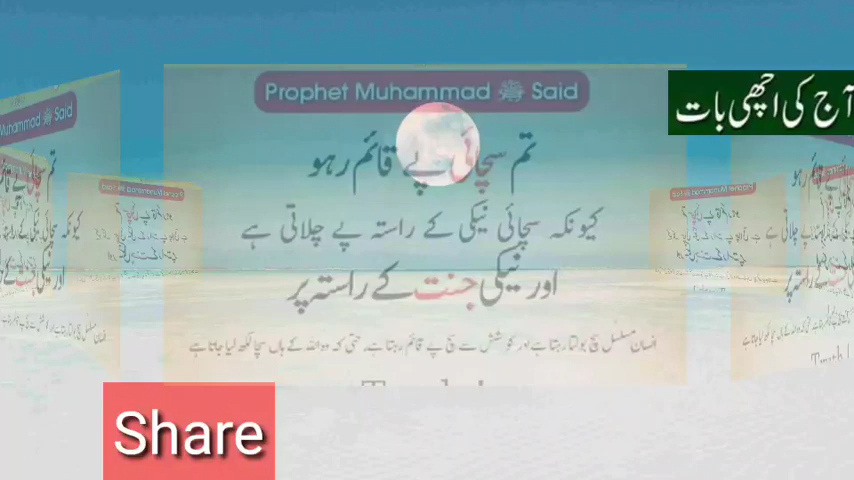 Prophet Muhammad ﷺ Said
آج کی اچھی بات
تم سچائی پے قائم رہو
کیونکہ سچائی نیکی کے راستہ پے چلاتی ہے
اور نیکی جنت کے راستہ پر
انسان مسلسل سچ بولتا رہتا ہے اور کوشش سے سچ پے قائم رہتا ہے، حتی کہ وہ اللہ کے ہاں سچا لکھ لیا جاتا ہے
Share